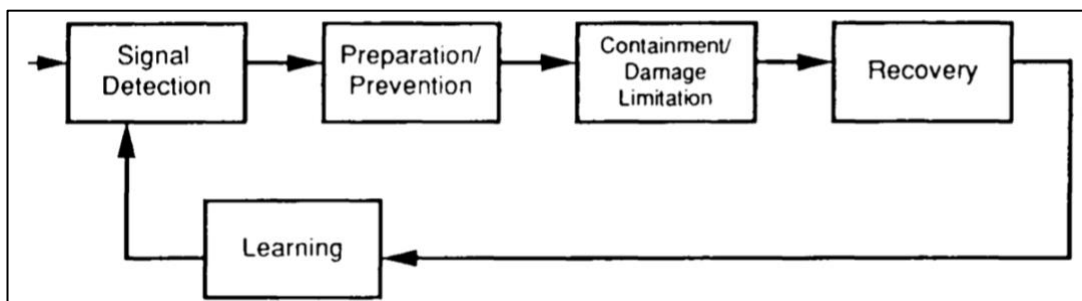 Signal
Detection
Preparation/
Prevention
Containment/
Damage
Limitation
Recovery
Learning